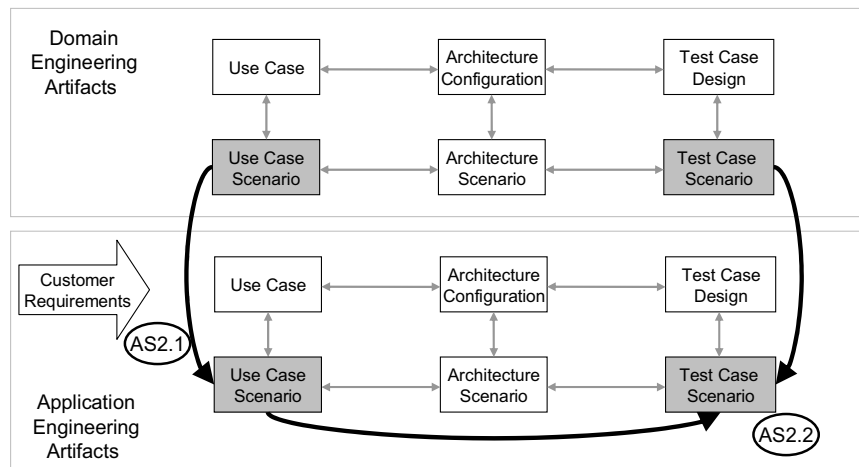 Domain
Engineering
Artifacts
Use Case
Architecture
Configuration
Test Case
Design
Use Case
Scenario
Architecture
Scenario
Test Case
Scenario
Customer
Requirements
Use Case
Architecture
Configuration
Test Case
Design
AS2.1
Use Case
Scenario
Architecture
Scenario
Test Case
Scenario
Application
Engineering
Artifacts
AS2.2